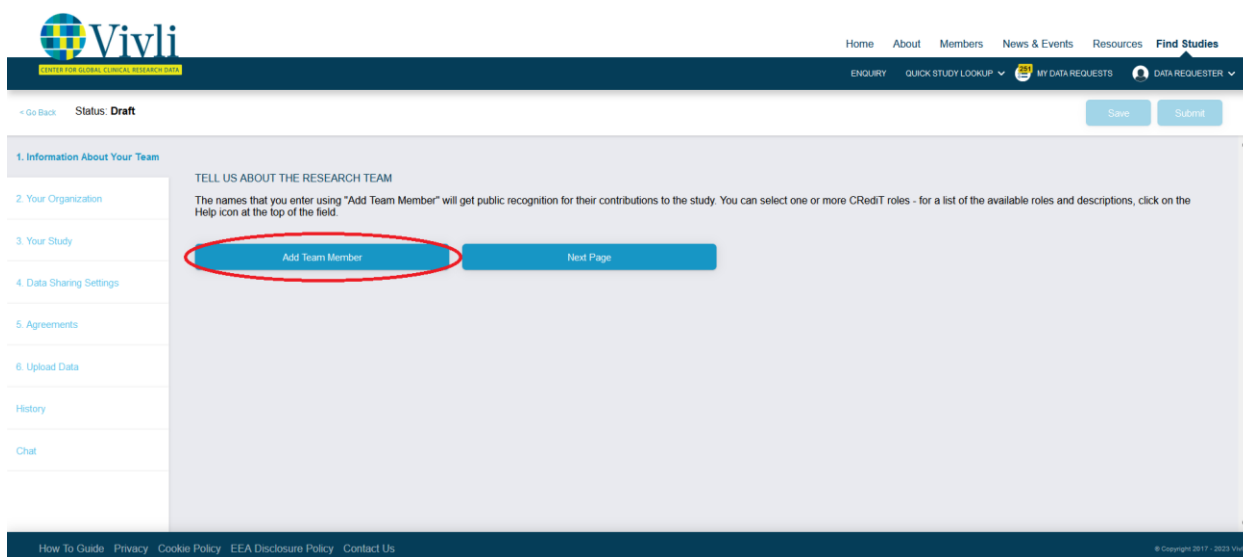 Vivli
CENTER FOR GLOBAL CLINICAL RESEARCH DATA
Home About Members News & Events Resources Find Studies
ENQUIRY QUICK STUDY LOOKUP 251 MY DATA REQUESTS DATA REQUESTER
< Go Back Status: Draft Save Submit
1. Information About Your Team
2. Your Organization
3. Your Study
4. Data Sharing Settings
5. Agreements
6. Upload Data
History
Chat
TELL US ABOUT THE RESEARCH TEAM
The names that you enter using "Add Team Member" will get public recognition for their contributions to the study. You can select one or more CRediT roles - for a list of the available roles and descriptions, click on the
Help icon at the top of the field.
Add Team Member Next Page
How To Guide Privacy Cookie Policy EEA Disclosure Policy Contact Us © Copyright 2017 - 2023 Viv